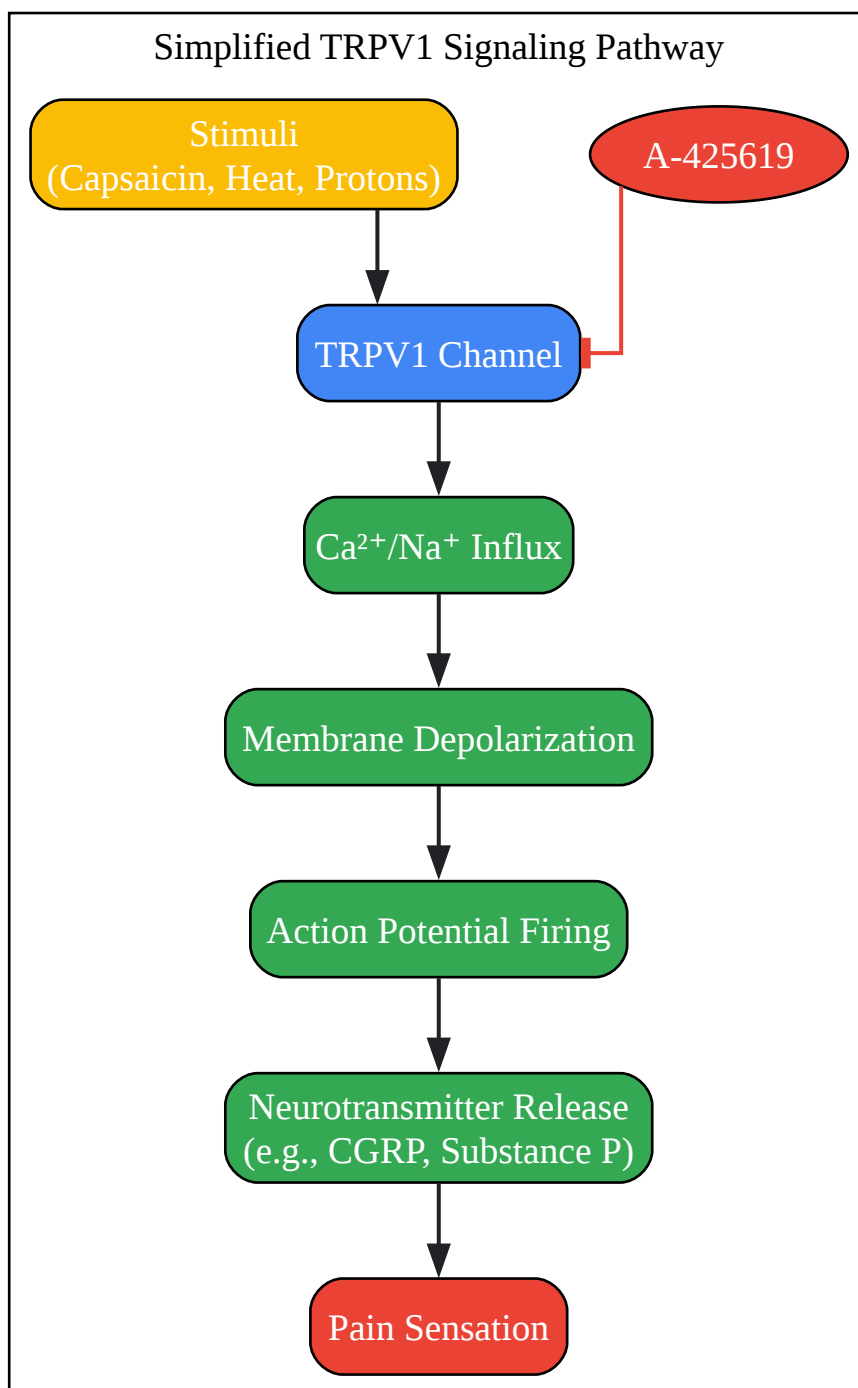 Simplified TRPV1 Signaling Pathway
Stimuli
(Capsaicin, Heat, Protons)
A-425619
TRPV1 Channel
Ca²⁺/Na⁺ Influx
Membrane Depolarization
Action Potential Firing
Neurotransmitter Release
(e.g., CGRP, Substance P)
Pain Sensation